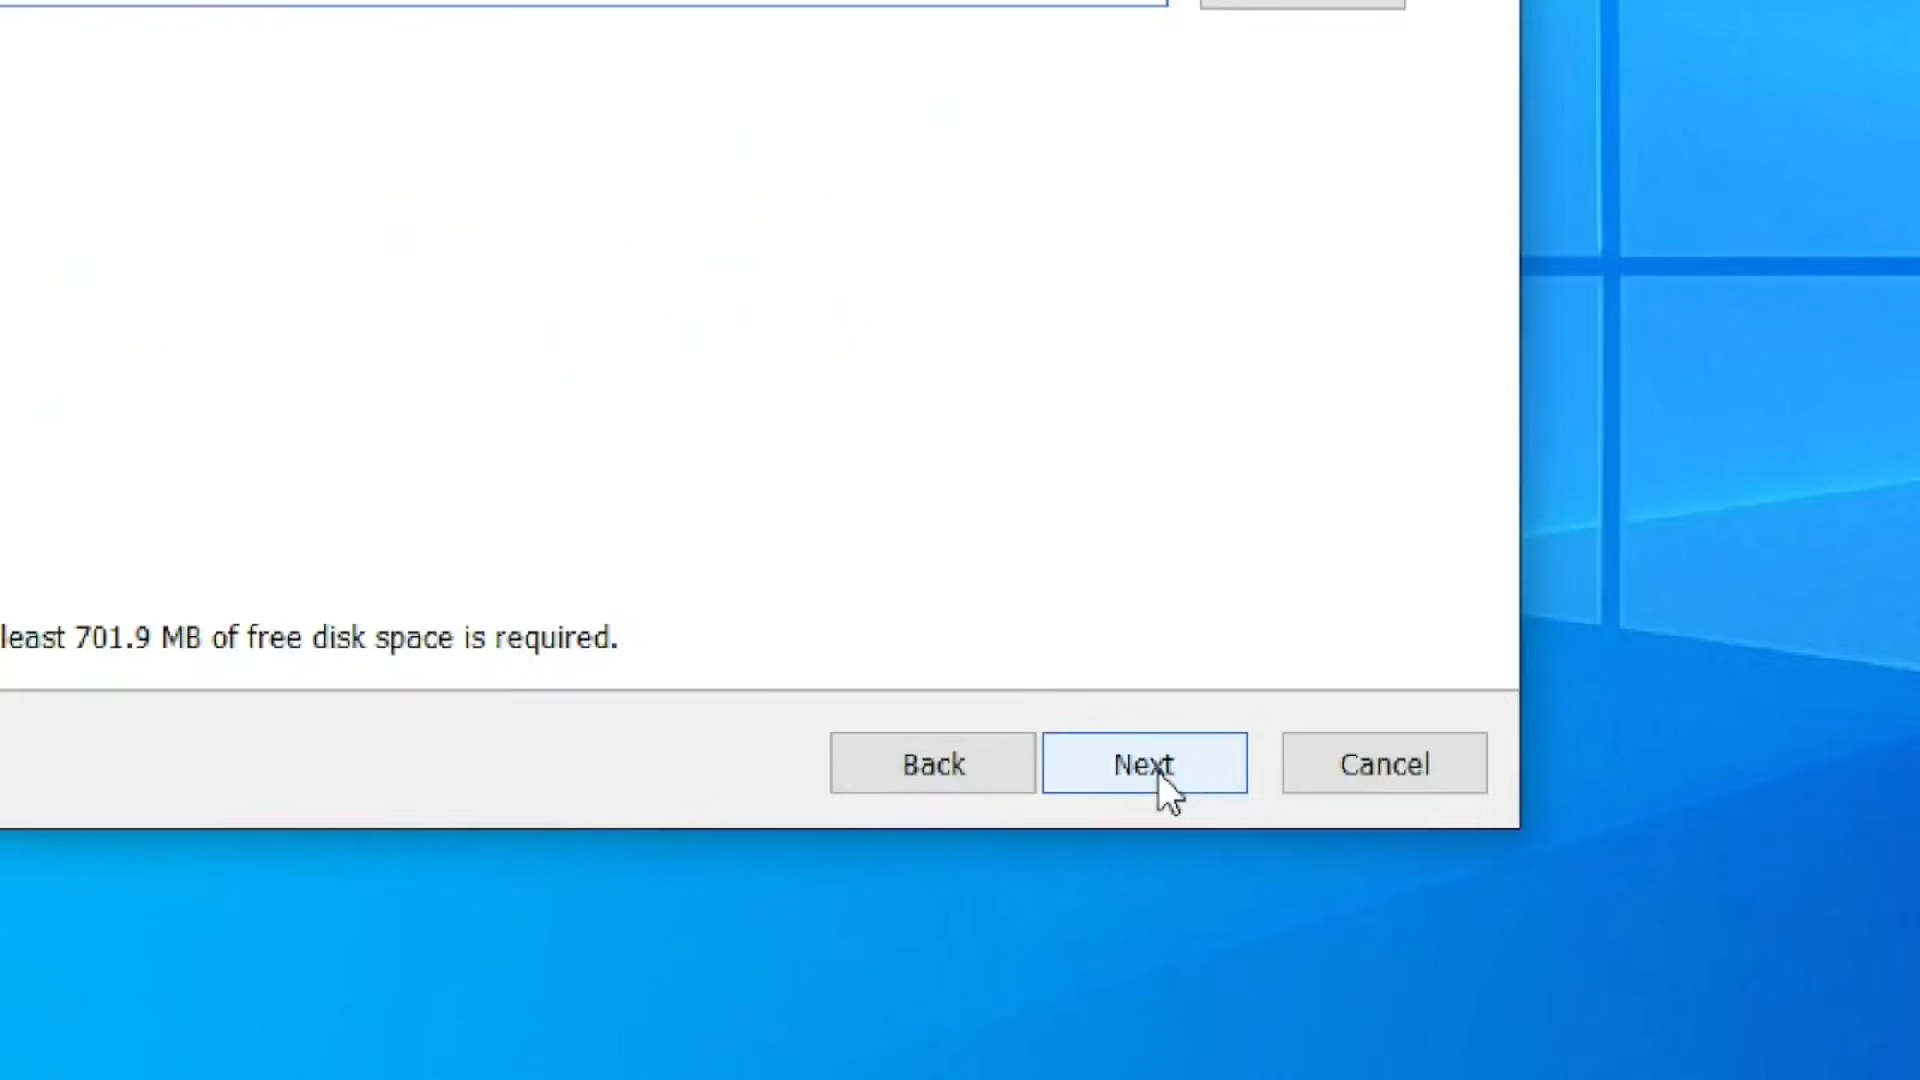 least 701.9 MB of free disk space is required.
Back Next Cancel